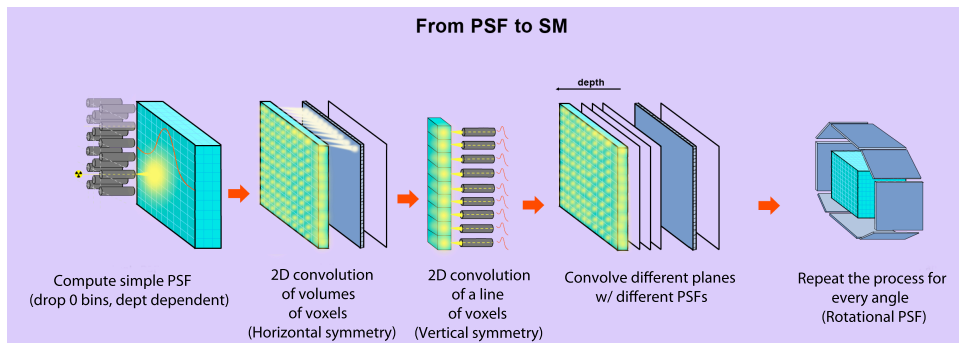 From PSF to SM
depth
Compute simple PSF
(drop 0 bins, dept dependent)
2D convolution
of volumes
of voxels
(Horizontal symmetry)
2D convolution
of a line
of voxels
(Vertical symmetry)
Convolve different planes
w/ different PSFs
Repeat the process for
every angle
(Rotational PSF)